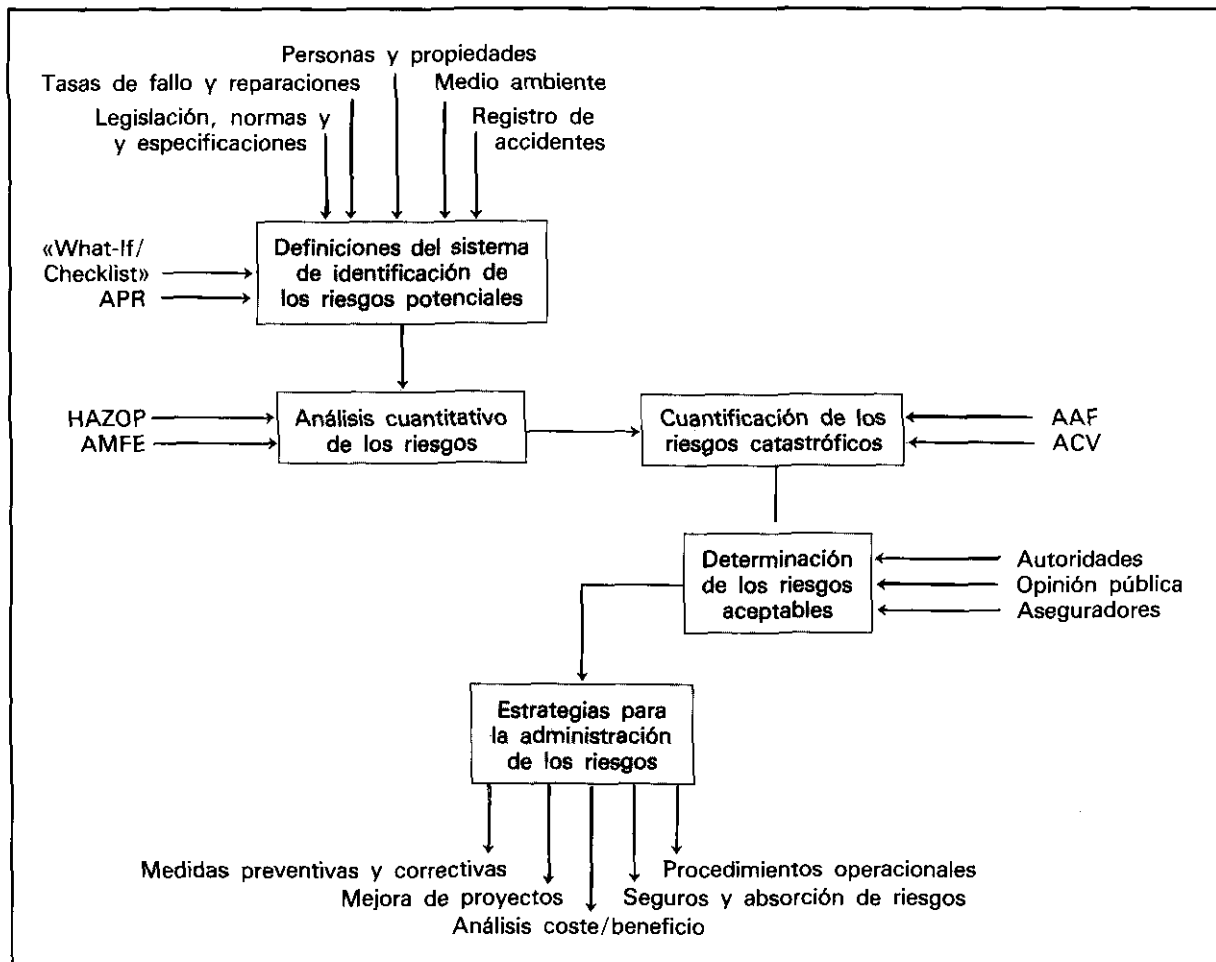 Personas y propiedades
Tasas de fallo y reparaciones
Medio ambiente
Legislación, normas y
y especificaciones
Registro de
accidentes
«What-If/
Checklist»
APR
Definiciones del sistema
de identificación de
los riesgos potenciales
HAZOP
AMFE
Análisis cuantitativo
de los riesgos
Cuantificación de los
riesgos catastróficos
AAF
ACV
Determinación
de los riesgos
aceptables
Autoridades
Opinión pública
Aseguradores
Estrategias para
la administración
de los riesgos
Medidas preventivas y correctivas
Procedimientos operacionales
Mejora de proyectos
Seguros y absorción de riesgos
Análisis coste/beneficio